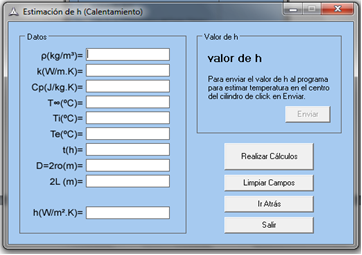 Estimación de h (Calentamiento)
Datos
ρ(kg/m³)=
k(W/m.K)=
Cp(J/kg.K)=
T∞(ºC)=
Ti(ºC)=
Te(ºC)=
t(h)=
D=2ro(m)=
2L (m)=
h(W/m².K)=
Valor de h
valor de h
Para enviar el valor de h al programa
para estimar temperatura en el centro
del cilindro de click en Enviar.
Enviar
Realizar Cálculos
Limpiar Campos
Ir Atrás
Salir